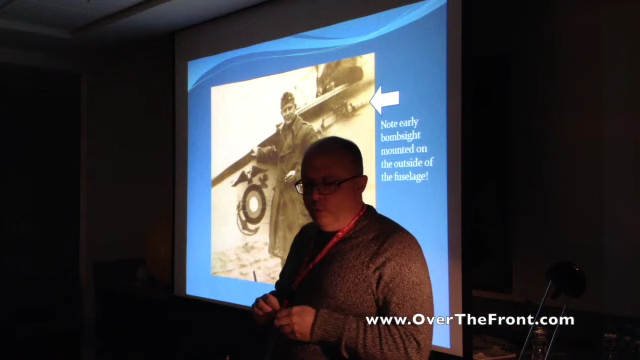 Note early
bombsight
mounted on
the outside of
the fuselage!
www.OverTheFront.com